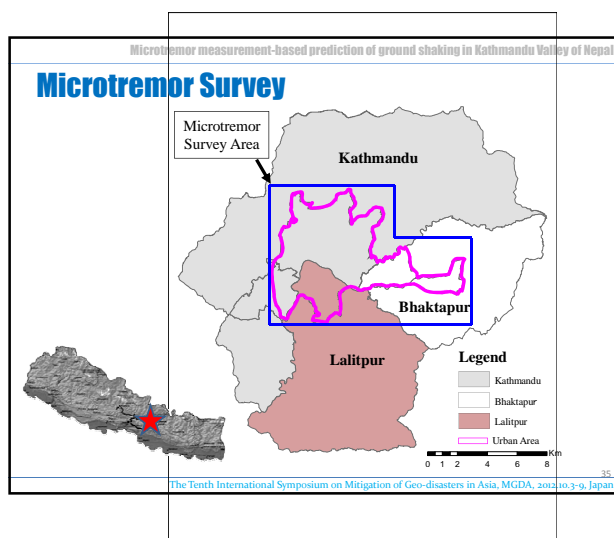 Microtremor measurement-based prediction of ground shaking in Kathmandu Valley of Nepal
Microtremor Survey
Microtremor
Survey Area
Kathmandu
Bhaktapur
Lalitpur
Legend
Kathmandu
Bhaktapur
Lalitpur
Urban Area
Km
0 1 2 4 6 8
35
The Tenth International Symposium on Mitigation of Geo-disasters in Asia, MGDA, 2012.10.3-9, Japan